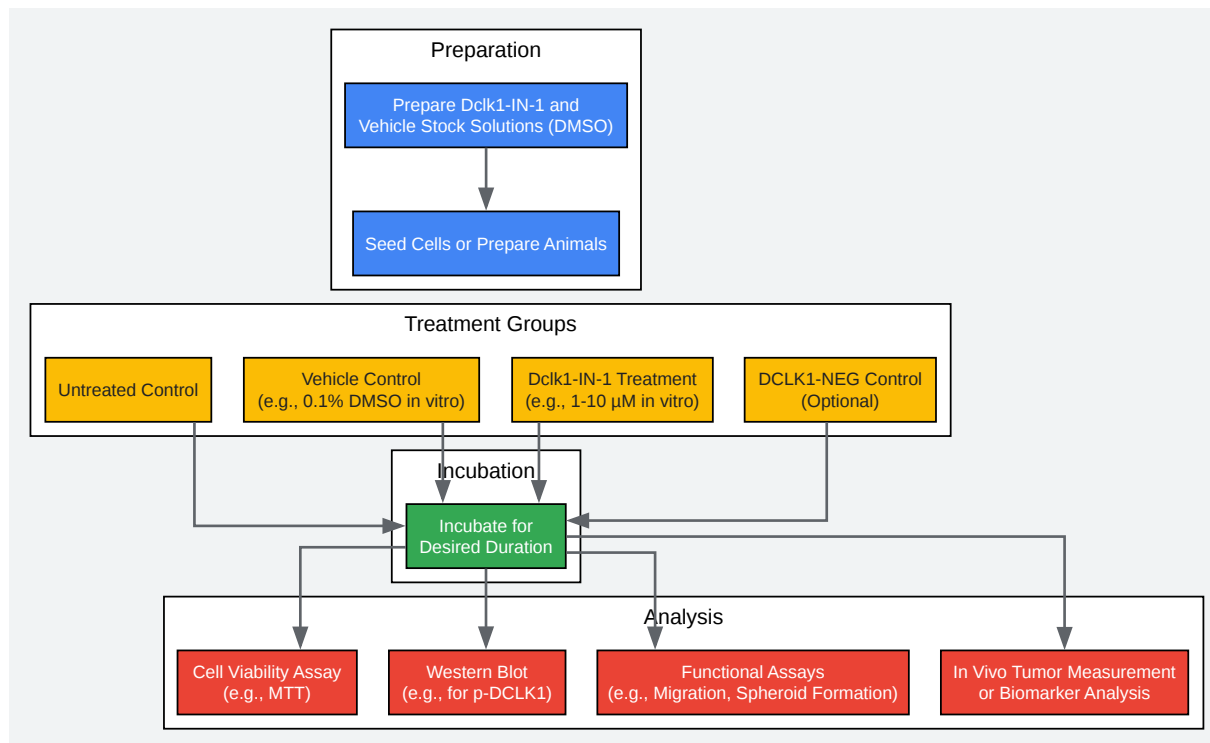 Preparation
Prepare Dclk1-IN-1 and
Vehicle Stock Solutions (DMSO)
Seed Cells or Prepare Animals
Treatment Groups
Untreated Control
Vehicle Control
(e.g., 0.1% DMSO in vitro)
Dclk1-IN-1 Treatment
(e.g., 1-10 µM in vitro)
DCLK1-NEG Control
(Optional)
Incubation
Incubate for
Desired Duration
Analysis
Cell Viability Assay
(e.g., MTT)
Western Blot
(e.g., for p-DCLK1)
Functional Assays
(e.g., Migration, Spheroid Formation)
In Vivo Tumor Measurement
or Biomarker Analysis